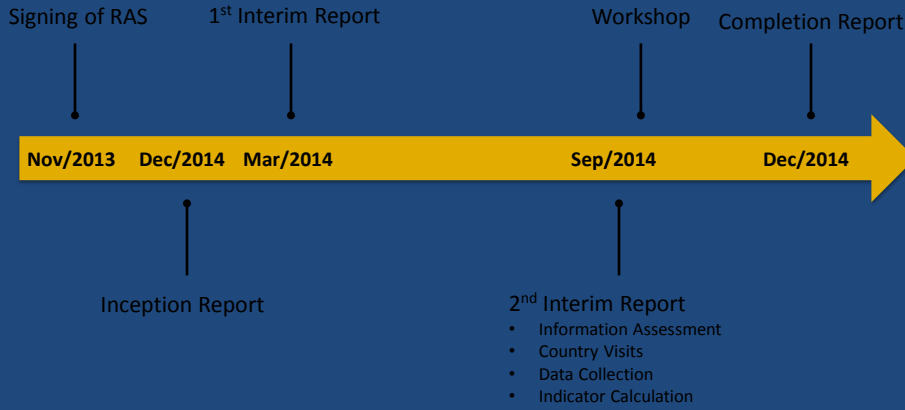 Signing of RAS
1st Interim Report
Workshop
Completion Report
Nov/2013
Dec/2014
Mar/2014
Sep/2014
Dec/2014
Inception Report
2nd Interim Report
• Information Assessment
• Country Visits
• Data Collection
• Indicator Calculation